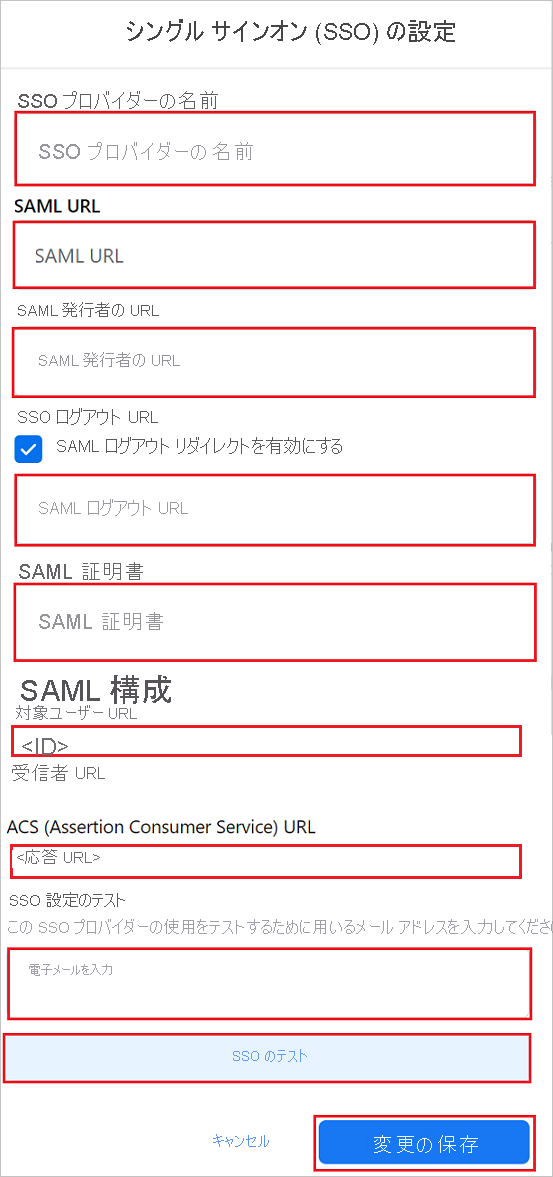 シングル サインオン (SSO) の設定
SSO プロバイダーの名前
SSO プロバイダーの名前
SAML URL
SAML URL
SAML 発行者の URL
SAML 発行者の URL
SSO ログアウト URL
SAML ログアウト リダイレクトを有効にする
SAML ログアウト URL
SAML 証明書
SAML 証明書
SAML 構成
対象ユーザー URL
<ID>
受信者 URL
ACS (Assertion Consumer Service) URL
<応答 URL>
SSO 設定のテスト
この SSO プロバイダーの使用をテストするために用いるメール アドレスを入力してくださ
電子メールを入力
SSO のテスト
キャンセル
変更の保存